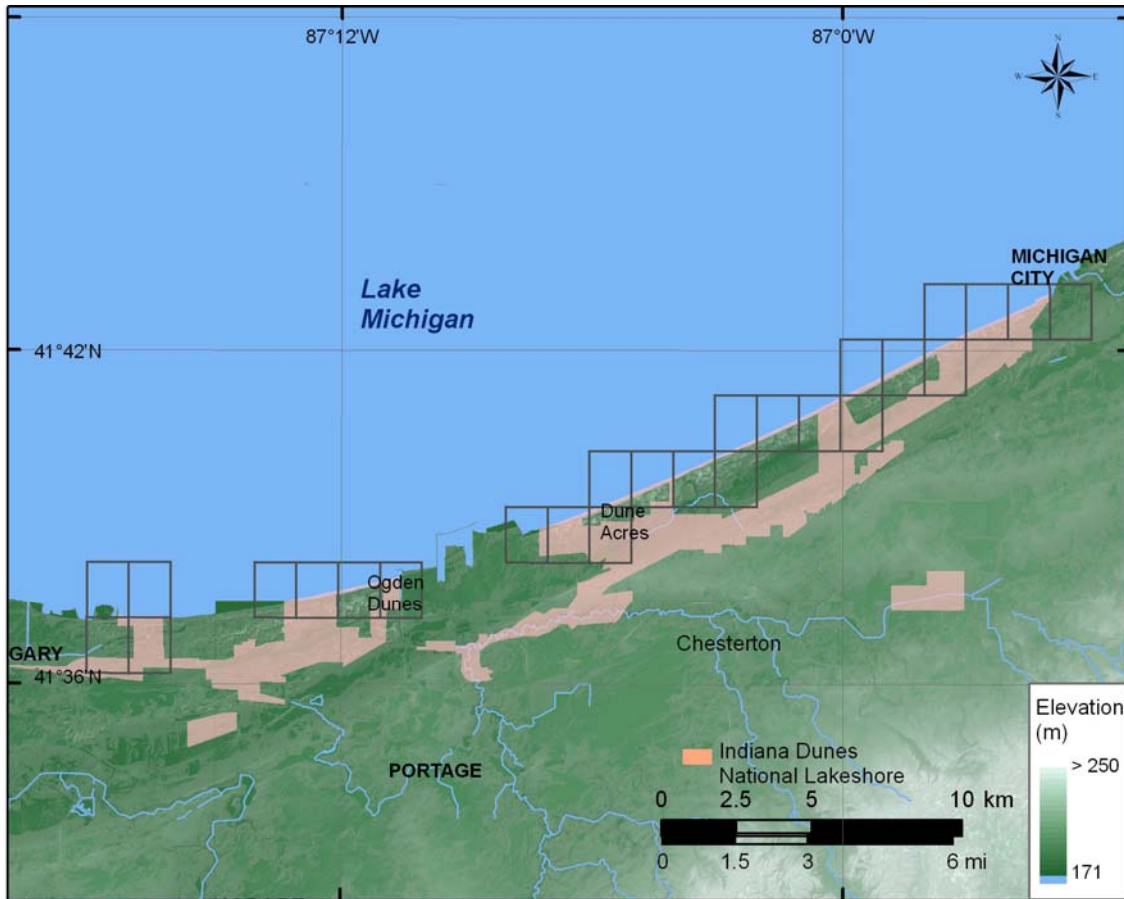 87°12'W
87°0'W
N
W
E
S
MICHIGAN
CITY
Lake
Michigan
41°42'N
Dune
Acres
Ogden
Dunes
Chesterton
GARY
41°36'N
PORTAGE
Indiana Dunes
National Lakeshore
0
2.5
5
10 km
0
1.5
3
6 mi
Elevation
(m)
> 250
171